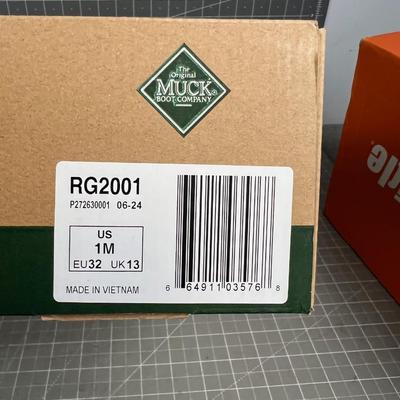 The
Original
MUCK®
BOOT COMPANY
RG2001
P272630001 06-24
US
1M
EU32 UK13
MADE IN VIETNAM
6 64911 03576 8